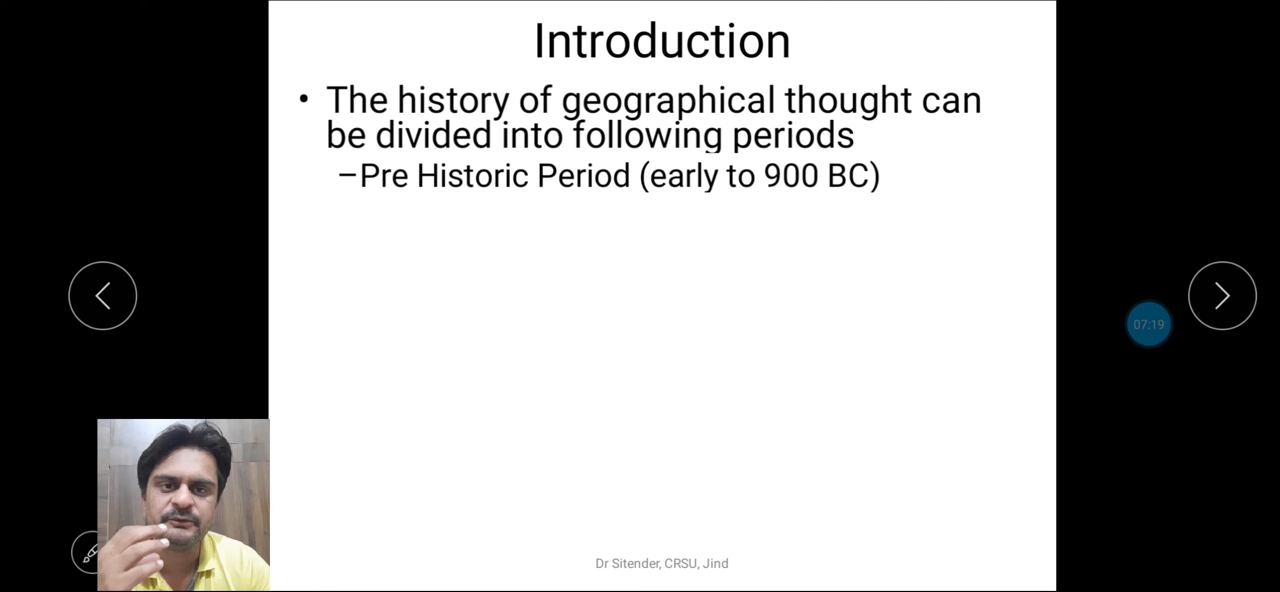 Introduction
• The history of geographical thought can
be divided into following periods
–Pre Historic Period (early to 900 BC)
07:19
Dr Sitender, CRSU, Jind